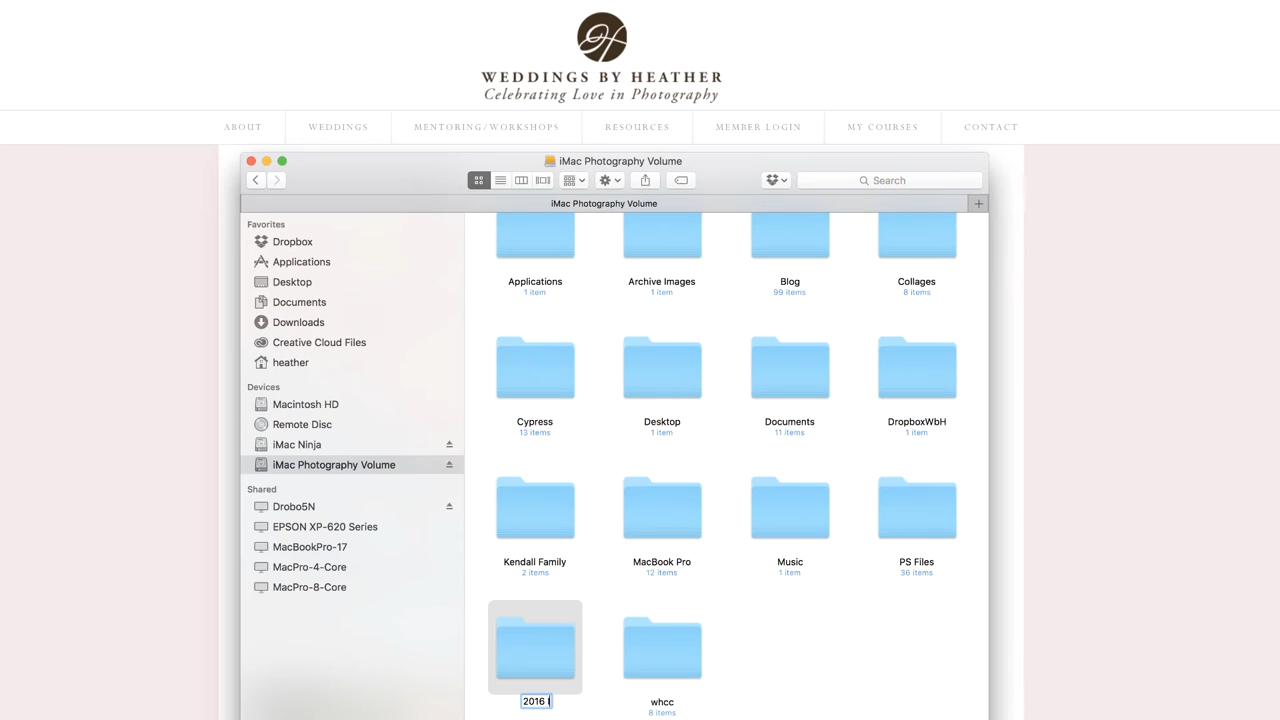 WEDDINGS BY HEATHER
Celebrating Love in Photography
ABOUT
WEDDINGS
MENTORING/WORKSHOPS
RESOURCES
MEMBER LOGIN
MY COURSES
CONTACT
iMac Photography Volume
Search
iMac Photography Volume
Favorites
Dropbox
Applications
Desktop
Documents
Downloads
Creative Cloud Files
heather
Devices
Macintosh HD
Remote Disc
iMac Ninja
iMac Photography Volume
Shared
Drobo5N
EPSON XP-620 Series
MacBookPro-17
MacPro-4-Core
MacPro-8-Core
Applications
1 item
Archive Images
1 item
Blog
99 items
Collages
8 items
Cypress
13 items
Desktop
1 item
Documents
11 items
DropboxWbH
1 item
Kendall Family
2 items
MacBook Pro
12 items
Music
1 item
PS Files
36 items
2016
whcc
8 items